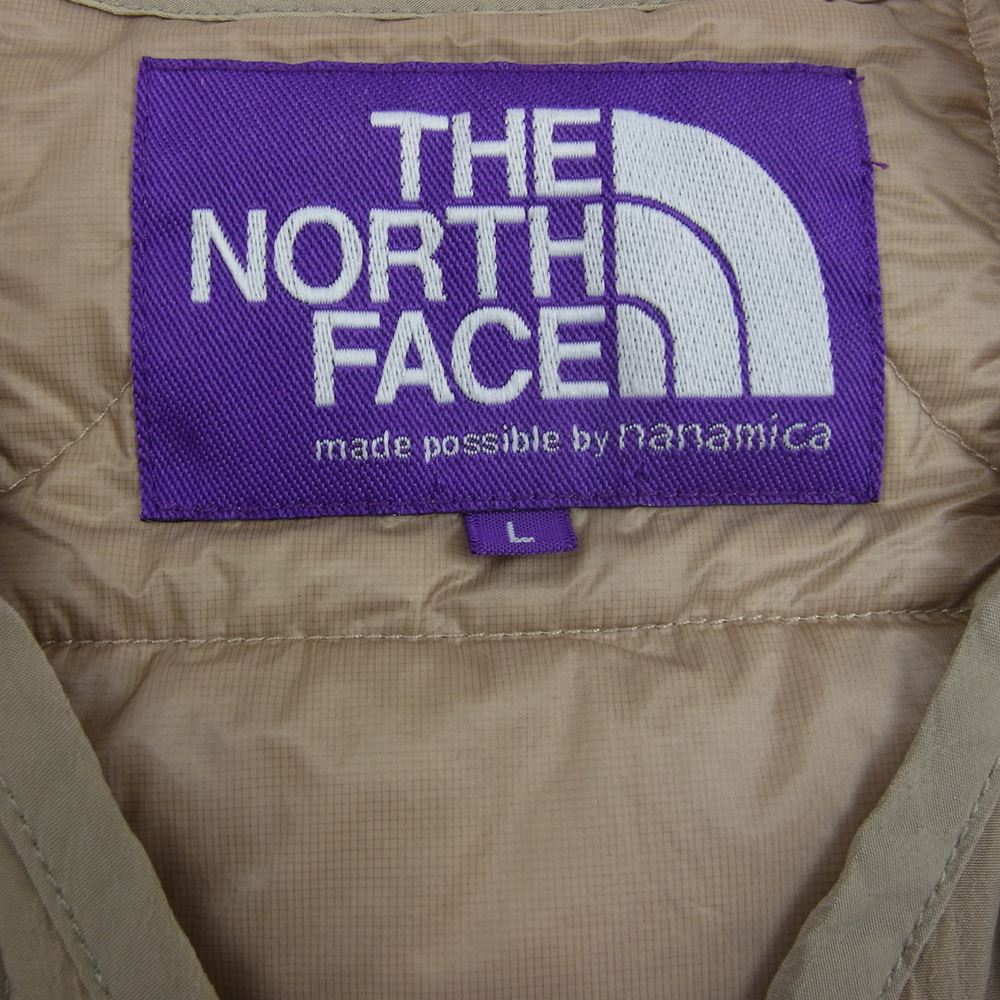 THE
NORTH
FACE
made possible by nanamica
L